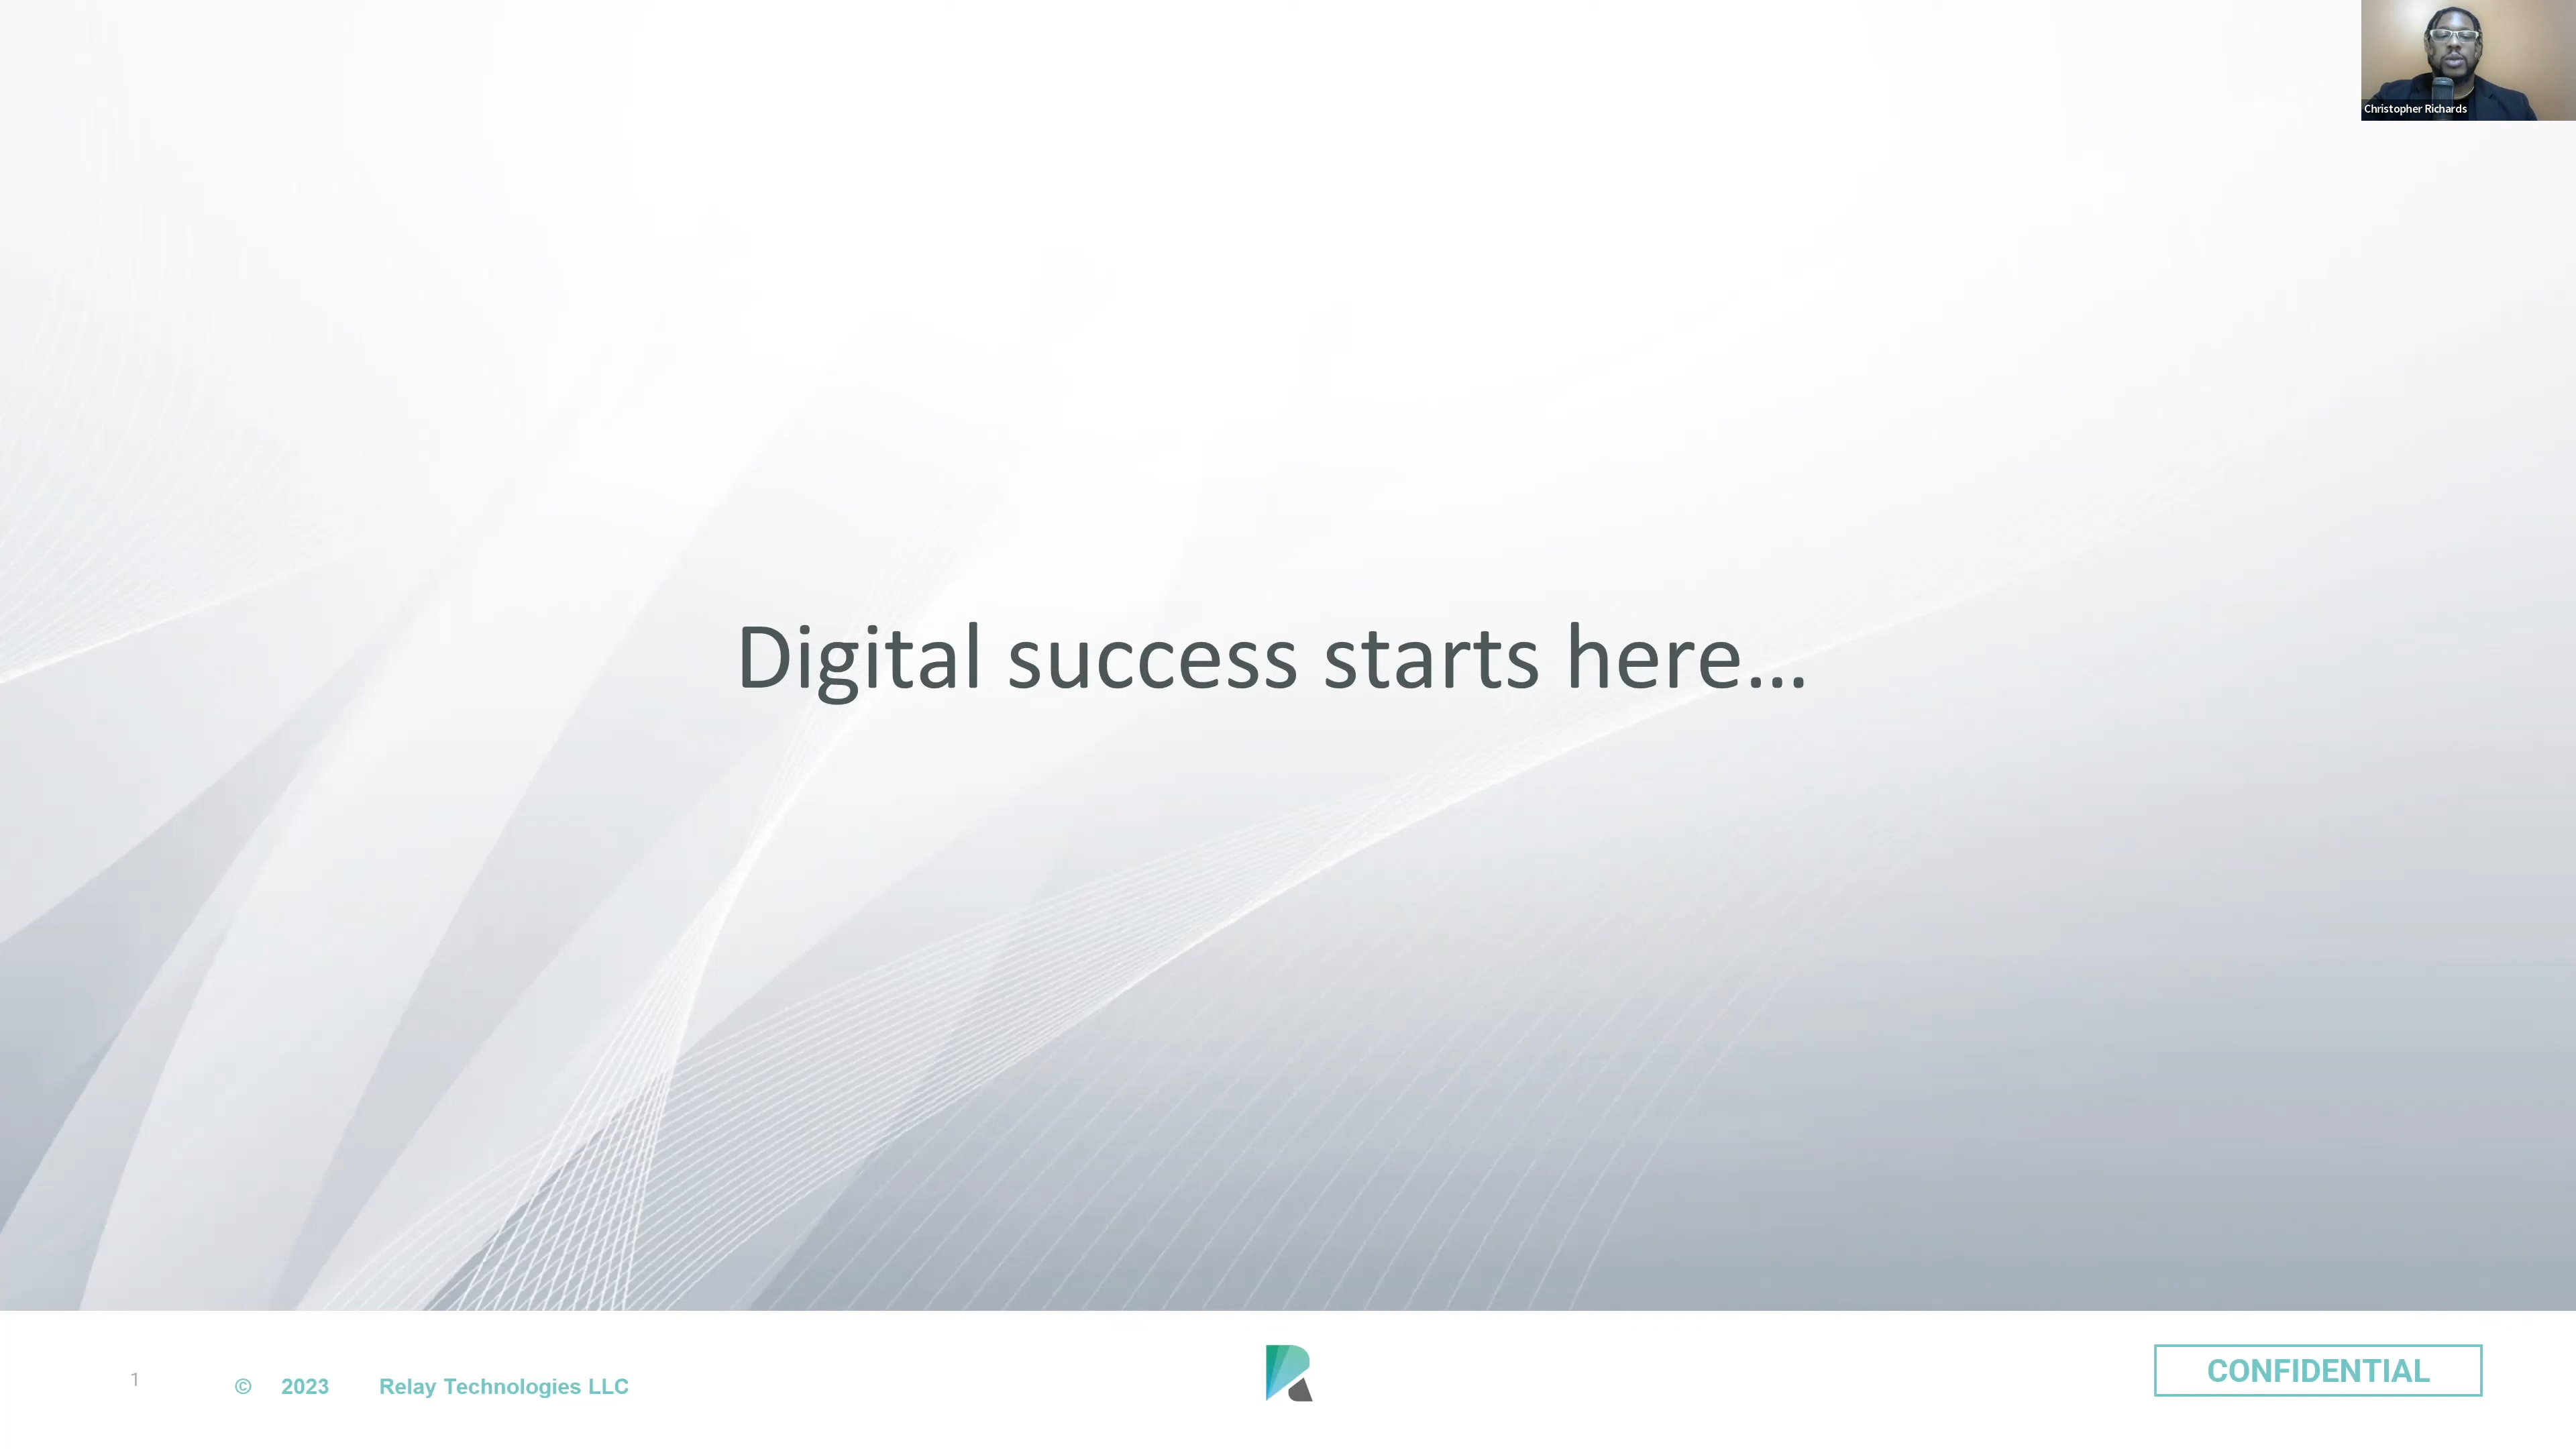 Christopher Richards
Digital success starts here...
1 © 2023 Relay Technologies LLC
CONFIDENTIAL